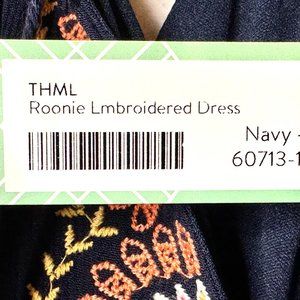 THML
Roonie Embroidered Dress
Navy -
60713-1